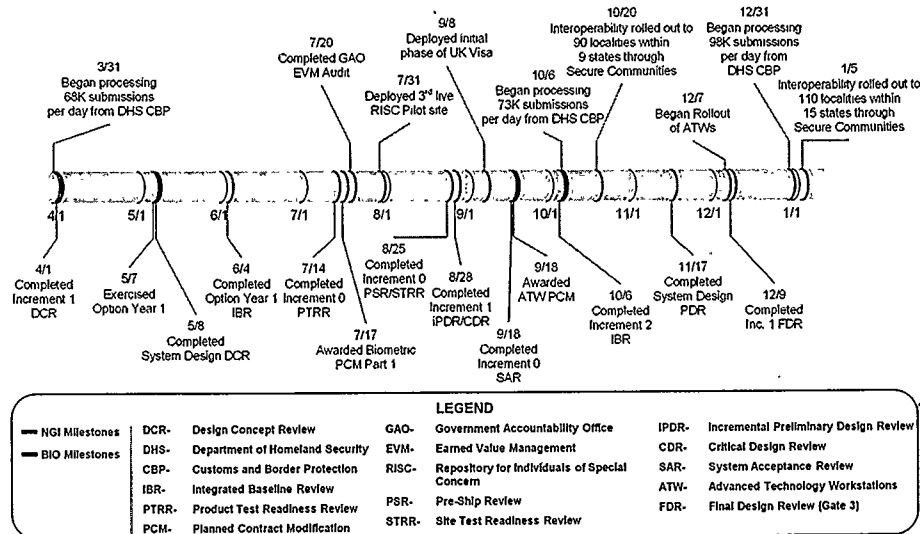 3/31
Began processing
68K submissions
per day from DHS CBP
7/20
Completed GAO
EVM Audit
7/31
Deployed 3rd live
RISC Pilot site
9/8
Deployed initial
phase of UK Visa
10/6
Began processing
73K submissions
per day from DHS CBP
10/20
Interoperability rolled out to
90 localities within
9 states through
Secure Communities
12/7
Began Rollout
of ATWs
12/31
Began processing
98K submissions
per day from
DHS CBP
1/5
Interoperability rolled out to
110 localities within
15 states through
Secure Communities
4/1 5/1 6/1 7/1 8/1 9/1 10/1 11/1 12/1 1/1
4/1
Completed
Increment 1
DCR
5/7
Exercised
Option Year 1
5/8
Completed
System Design DCR
6/4
Completed
Option Year 1
IBR
7/14
Completed
Increment 0
PTRR
7/17
Awarded Biometric
PCM Part 1
8/25
Completed
Increment 0
PSR/STRR
8/28
Completed
Increment 1
iPDR/CDR
9/18
Completed
Increment 0
SAR
9/18
Awarded
ATW PCM
10/6
Completed
Increment 2
IBR
11/17
Completed
System Design
PDR
12/9
Completed
Inc. 1 FDR
LEGEND
NGI Milestones
BIO Milestones
DCR- Design Concept Review
DHS- Department of Homeland Security
CBP- Customs and Border Protection
IBR- Integrated Baseline Review
PTRR- Product Test Readiness Review
PCM- Planned Contract Modification
GAO- Government Accountability Office
EVM- Earned Value Management
RISC- Repository for Individuals of Special
Concern
PSR- Pre-Ship Review
STRR- Site Test Readiness Review
IPDR- Incremental Preliminary Design Review
CDR- Critical Design Review
SAR- System Acceptance Review
ATW- Advanced Technology Workstations
FDR- Final Design Review (Gate 3)